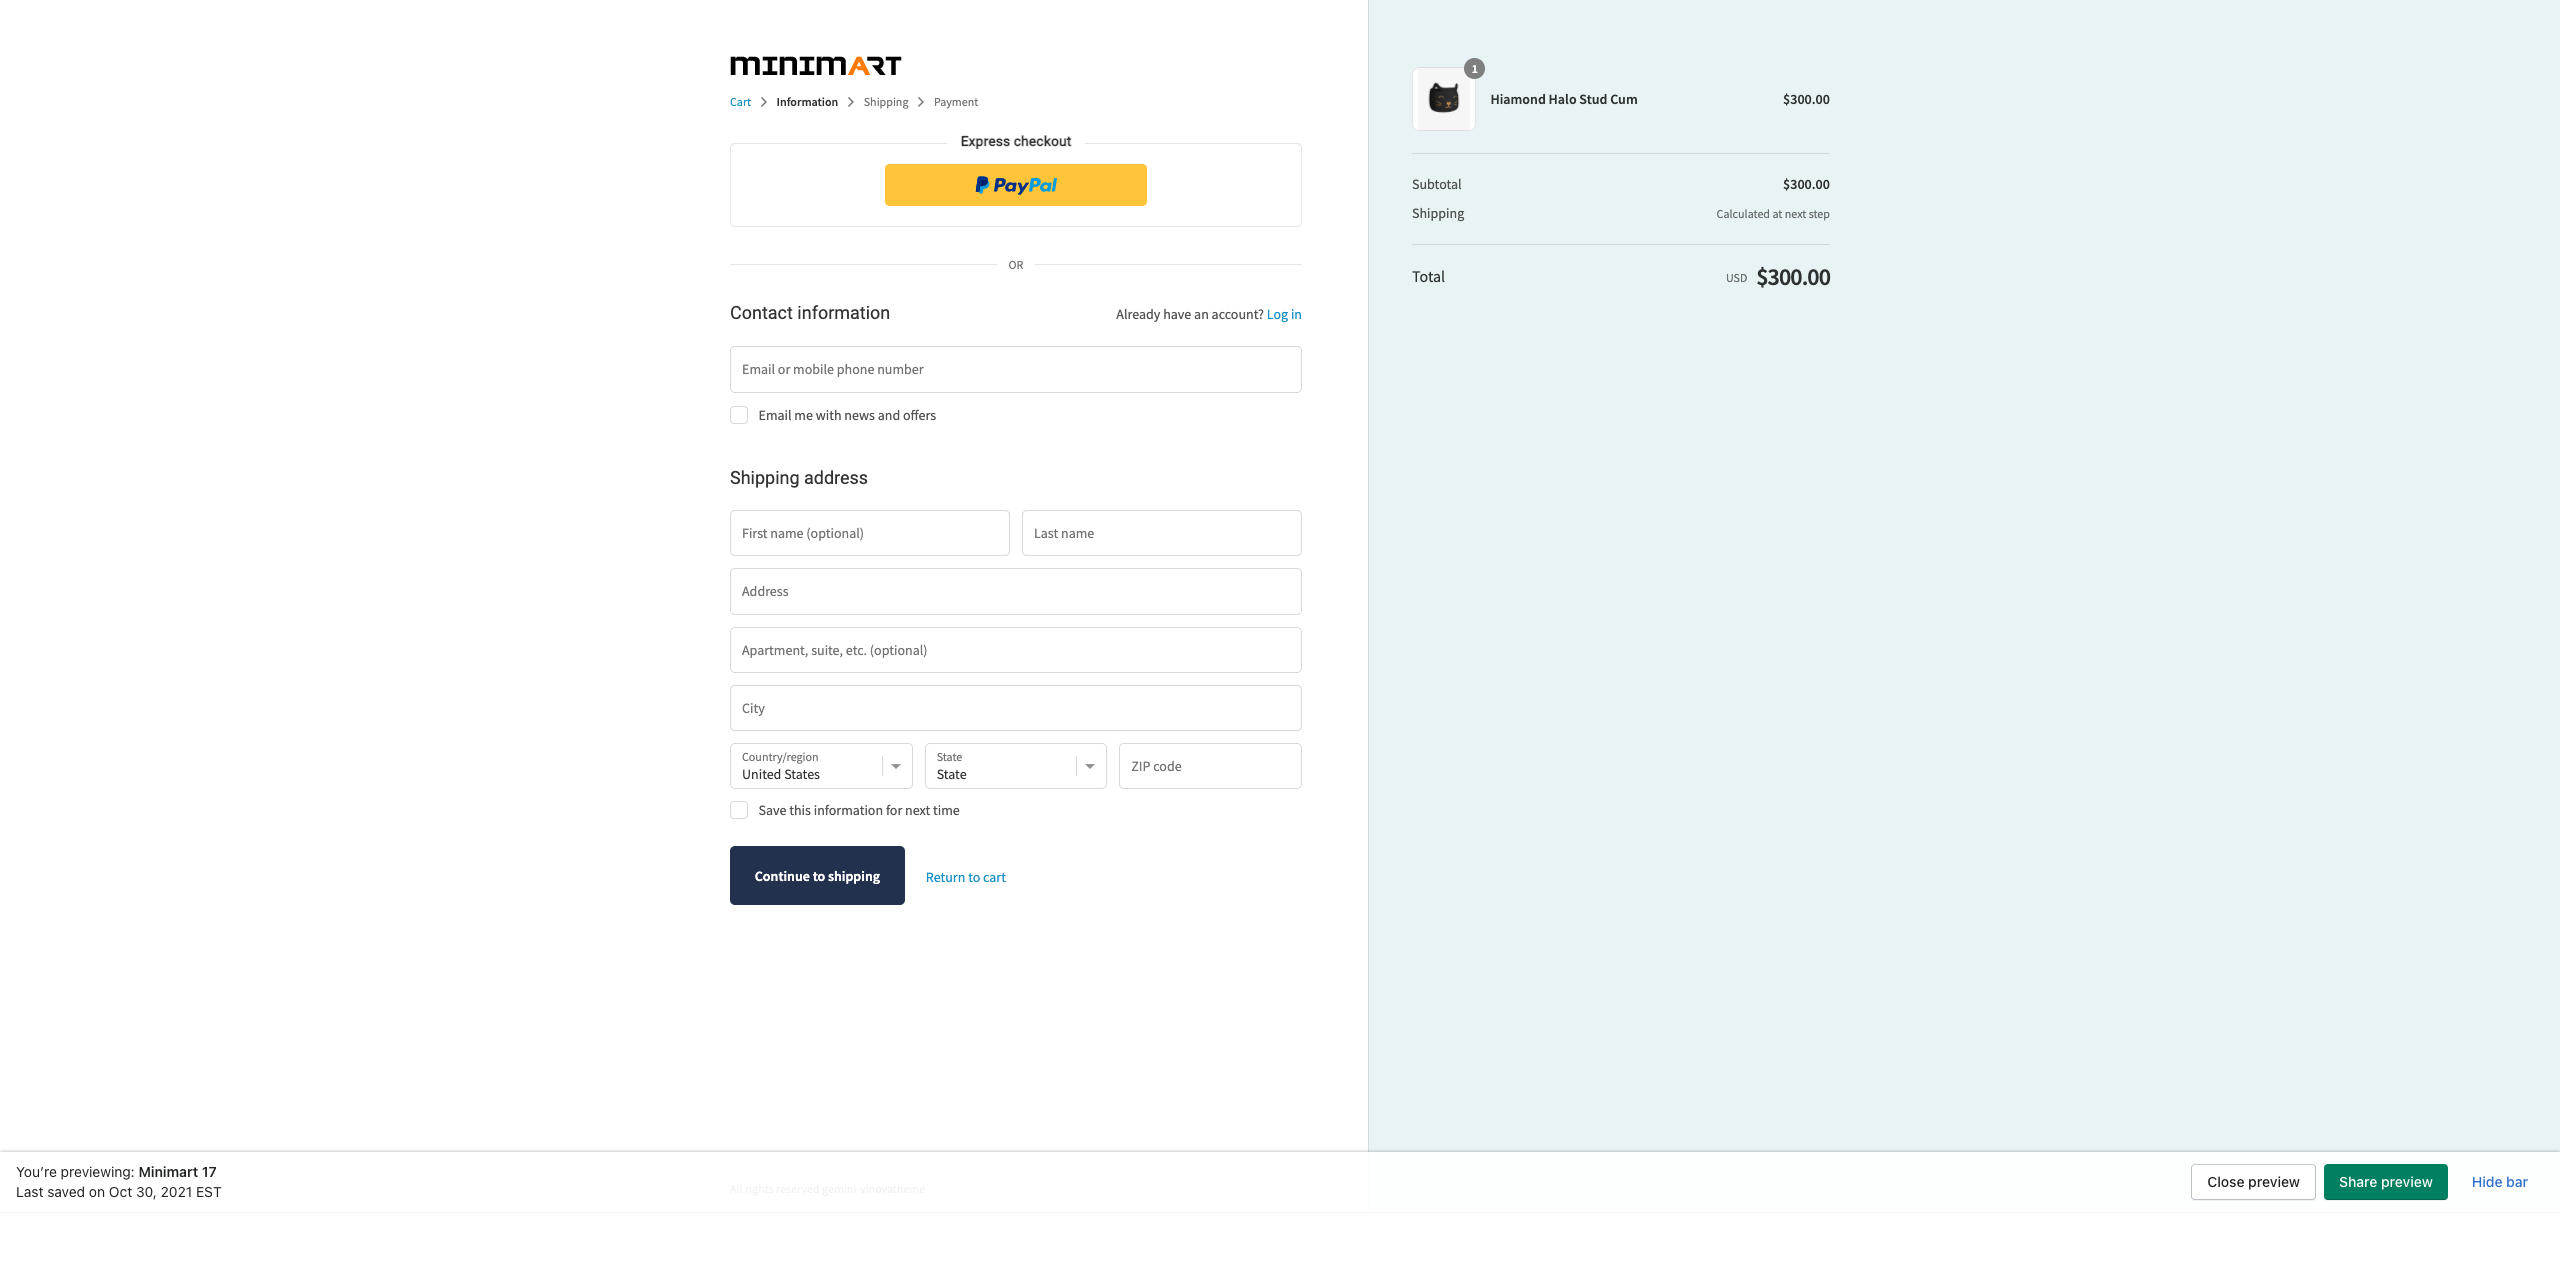 MINIMART
Cart > Information > Shipping > Payment
Express checkout
PayPal
OR
Contact information
Already have an account? Log in
Email or mobile phone number
Email me with news and offers
Shipping address
First name (optional)
Last name
Address
Apartment, suite, etc. (optional)
City
Country/region
United States
State
State
ZIP code
Save this information for next time
Continue to shipping
Return to cart
1
Hiamond Halo Stud Cum
$300.00
Subtotal
$300.00
Shipping
Calculated at next step
Total
USD $300.00
All rights reserved gemini-vinovatheme
You're previewing: Minimart 17
Last saved on Oct 30, 2021 EST
Close preview
Share preview
Hide bar